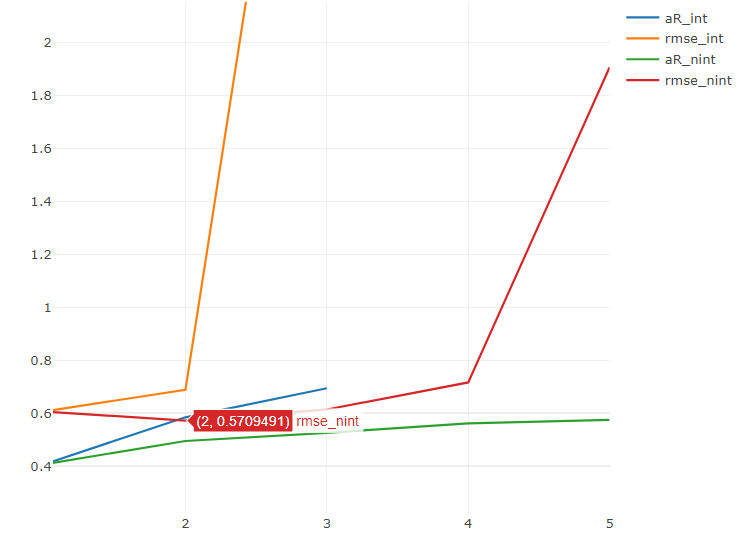 aR_int
rmse_int
aR_nint
rmse_nint
2
1.8
1.6
1.4
1.2
1
0.8
0.6
0.4
(2, 0.5709491) rmse_nint
2 3 4 5